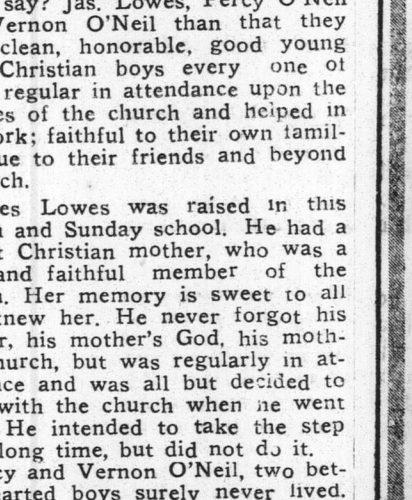 say? Jas. Lowes, Percy O'Neil
Vernon O'Neil than that they
clean, honorable, good young
Christian boys every one of
regular in attendance upon the
es of the church and helped in
ork; faithful to their own famil-
ue to their friends and beyond
ch.
es Lowes was raised in this
and Sunday school. He had a
t Christian mother, who was a
and faithful member of the
. Her memory is sweet to all
knew her. He never forgot his
r, his mother's God, his moth-
hurch, but was regularly in at-
ce and was all but decided to
with the church when he went
He intended to take the step
long time, but did not do it.
cy and Vernon O'Neil, two bet-
earted boys surely never lived.